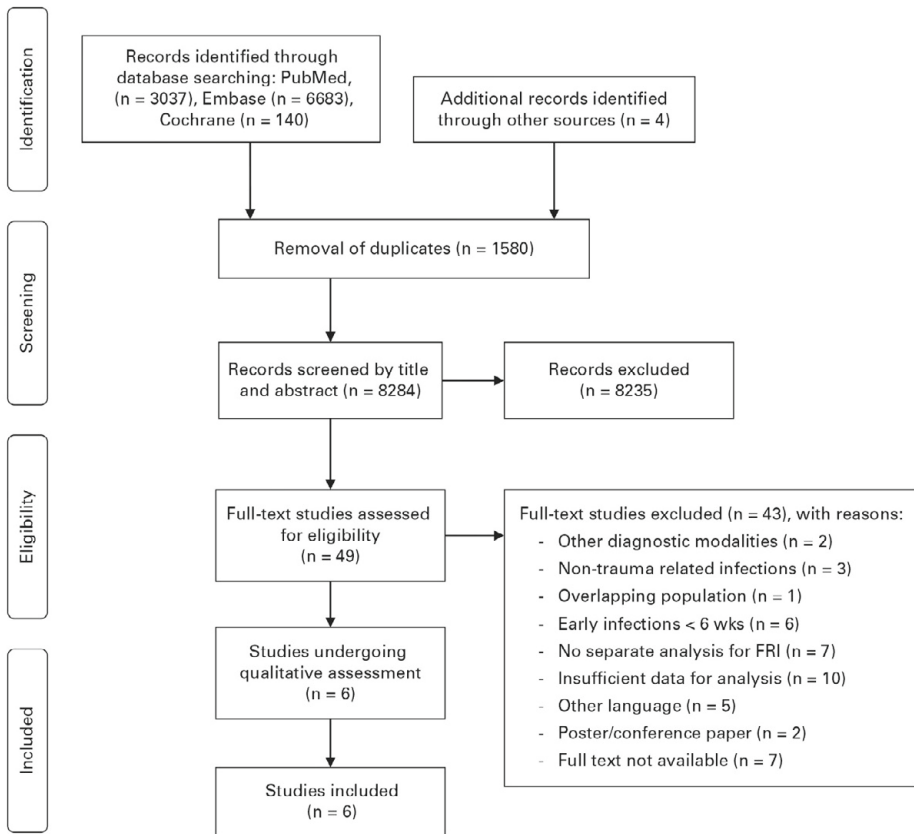 Identification
Records identified through
database searching: PubMed,
(n = 3037), Embase (n = 6683),
Cochrane (n = 140)
Additional records identified
through other sources (n = 4)
Screening
Removal of duplicates (n = 1580)
Records screened by title
and abstract (n = 8284)
Records excluded
(n = 8235)
Eligibility
Full-text studies assessed
for eligibility
(n = 49)
Full-text studies excluded (n = 43), with reasons:
- Other diagnostic modalities (n = 2)
- Non-trauma related infections (n = 3)
- Overlapping population (n = 1)
- Early infections < 6 wks (n = 6)
- No separate analysis for FRI (n = 7)
- Insufficient data for analysis (n = 10)
- Other language (n = 5)
- Poster/conference paper (n = 2)
- Full text not available (n = 7)
Included
Studies undergoing
qualitative assessment
(n = 6)
Studies included
(n = 6)